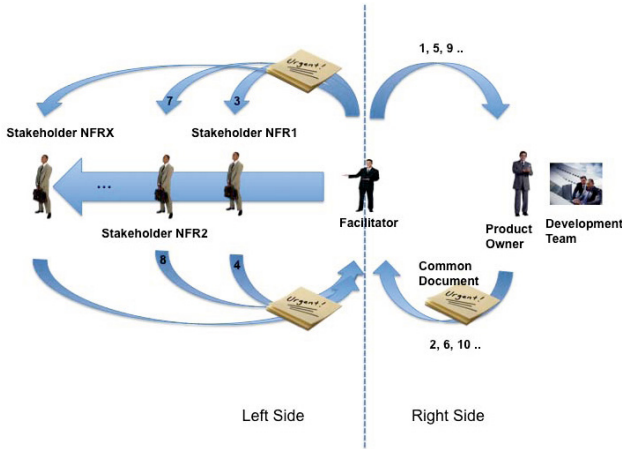 Urgent!
1, 5, 9 ..
7
3
Stakeholder NFRX
Stakeholder NFR1
...
Facilitator
Stakeholder NFR2
Product
Owner
Development
Team
8
4
Common
Document
Urgent!
Urgent!
2, 6, 10 ..
Left Side
Right Side